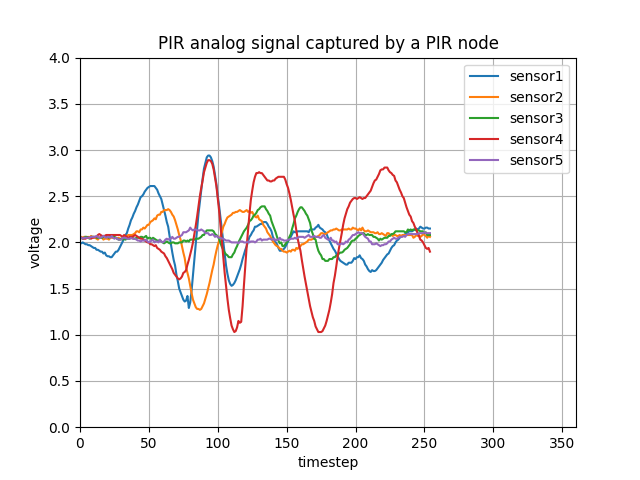 PIR analog signal captured by a PIR node
4.0
3.5
3.0
2.5
2.0
1.5
1.0
0.5
0.0
voltage
sensor1
sensor2
sensor3
sensor4
sensor5
0 50 100 150 200 250 300 350
timestep